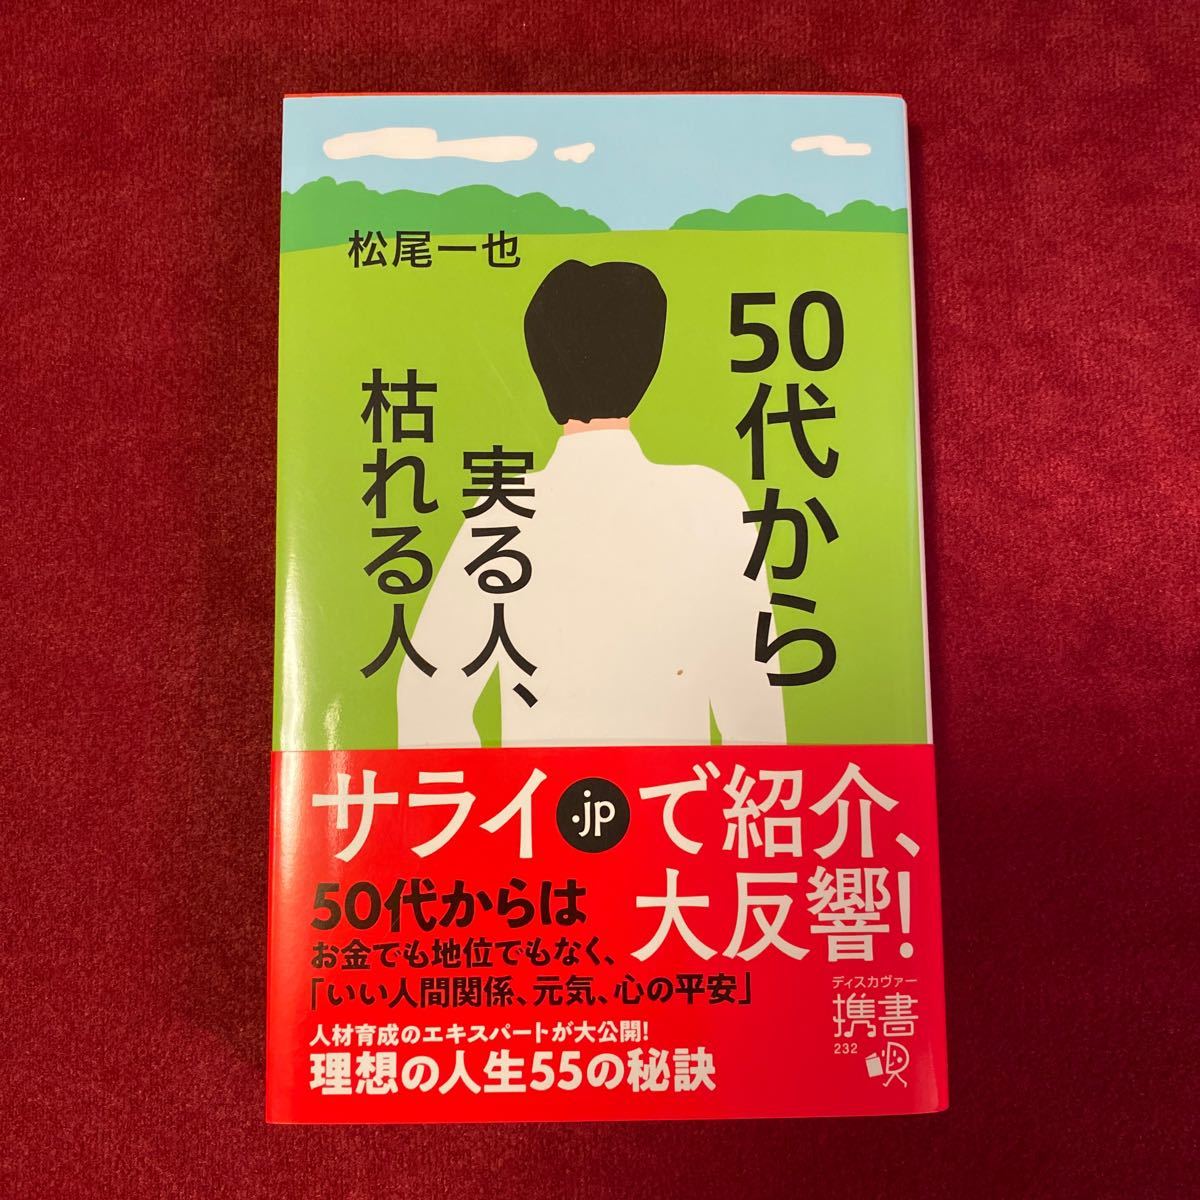 松尾一也
50代から
実る人、
枯れる人
サライ.jpで紹介、
大反響!
50代からは
お金でも地位でもなく、
「いい人間関係、元気、心の平安」
人材育成のエキスパートが大公開!
理想の人生55の秘訣
ディスカヴァー
携書
232